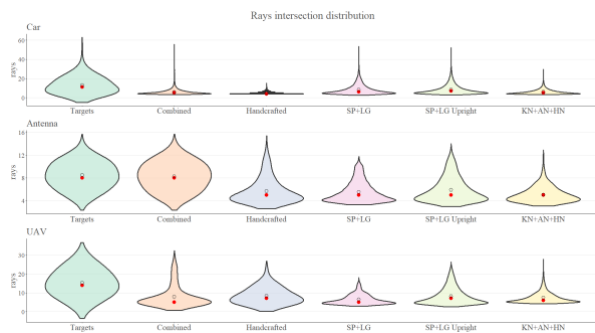 Rays intersection distribution
Car
60
40
20
0
rays
Targets Combined Handcrafted SP+LG SP+LG Upright KN+AN+HN
Antenna
16
12
8
4
rays
Targets Combined Handcrafted SP+LG SP+LG Upright KN+AN+HN
UAV
30
20
10
0
rays
Targets Combined Handcrafted SP+LG SP+LG Upright KN+AN+HN